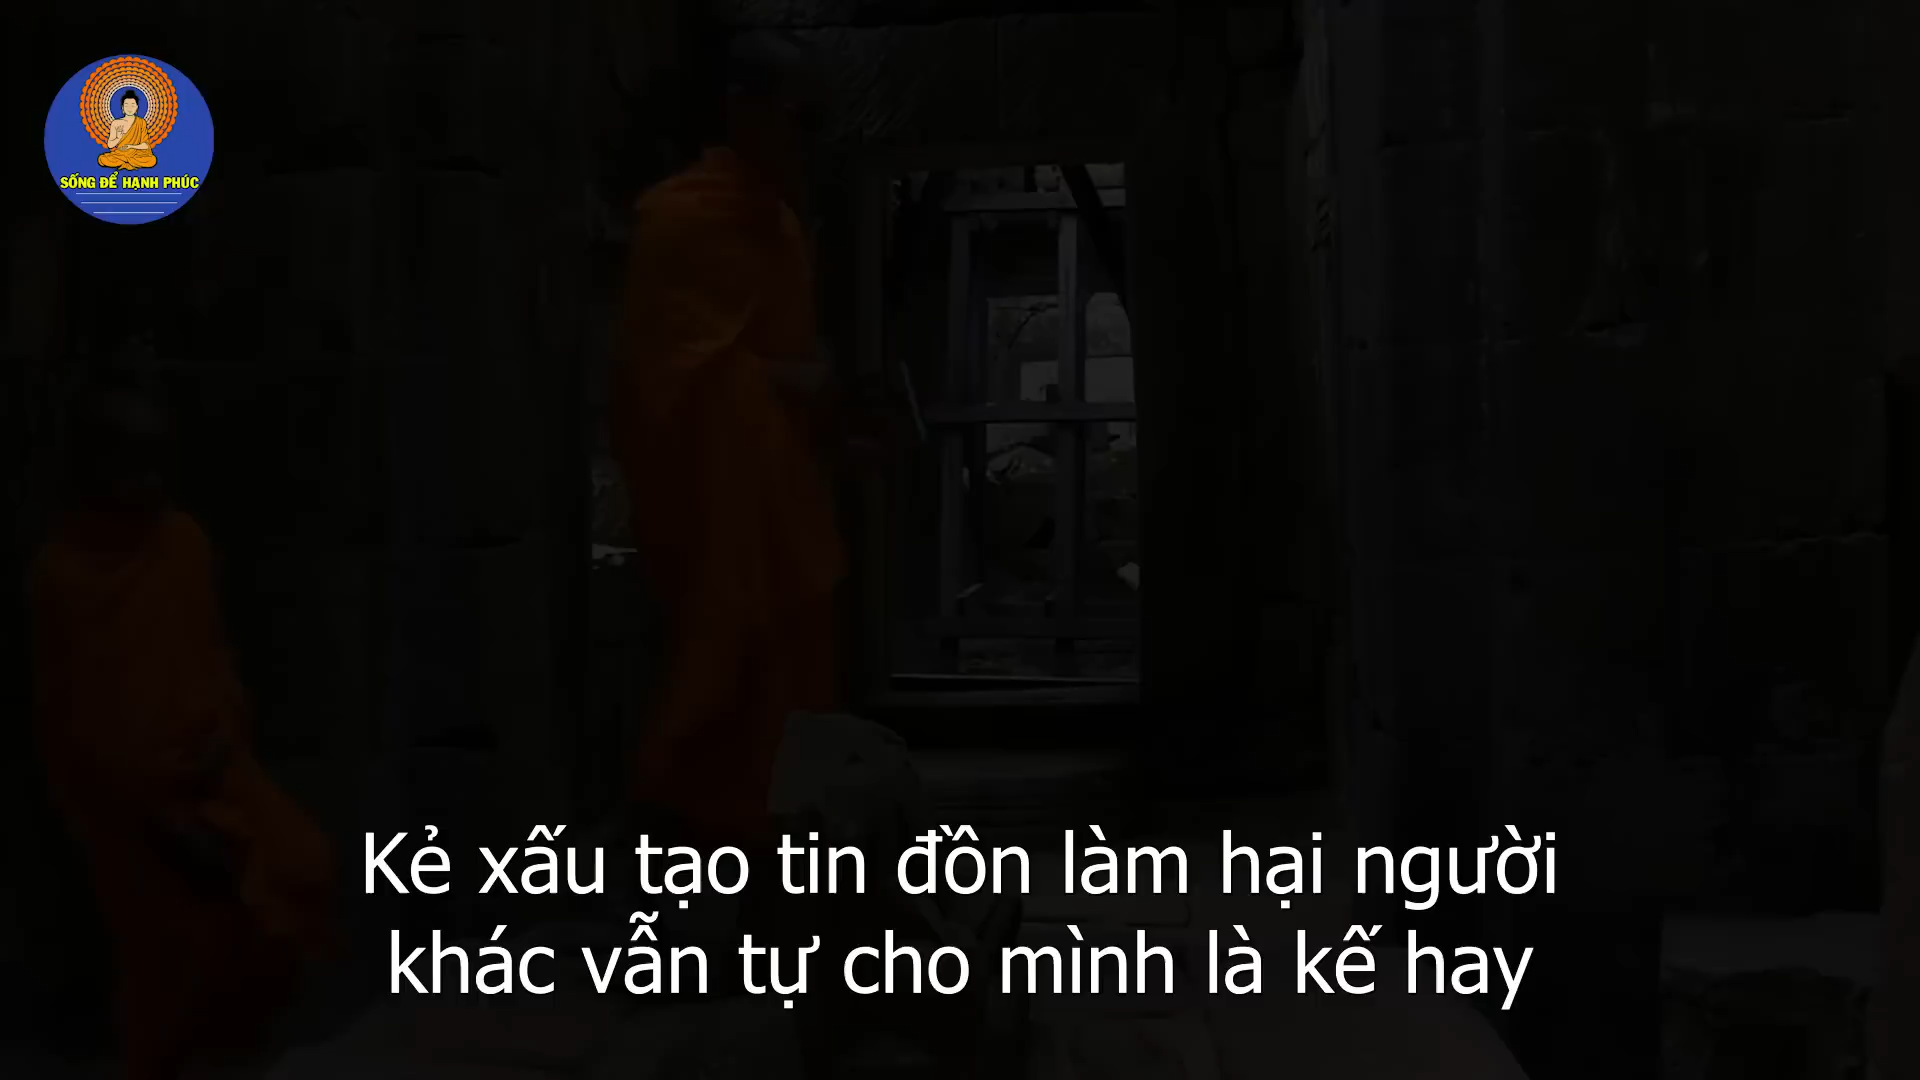 SỐNG ĐỂ HẠNH PHÚC
Kẻ xấu tạo tin đồn làm hại người
khác vẫn tự cho mình là kế hay